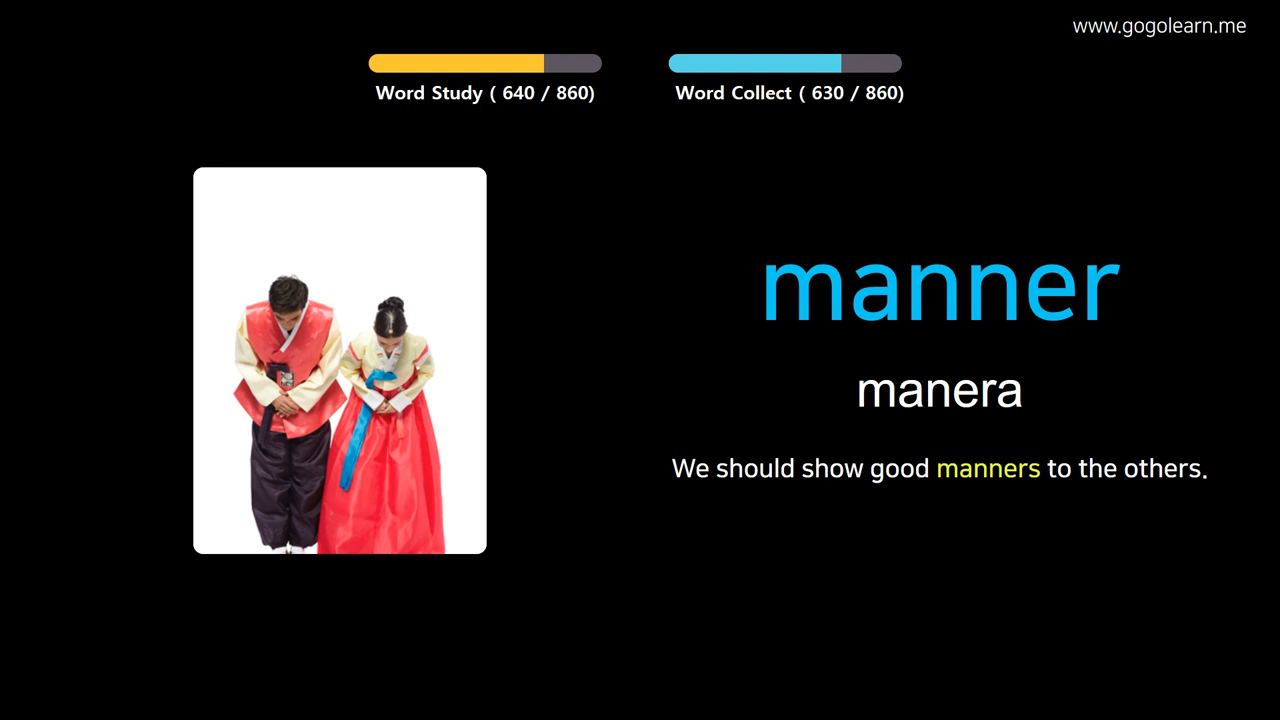 www.gogolearn.me
Word Study ( 640 / 860)
Word Collect ( 630 / 860)
manner
manera
We should show good manners to the others.